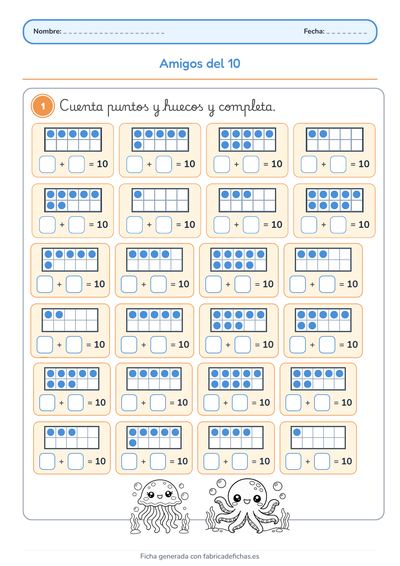 Nombre: Fecha:
Amigos del 10
1 Cuenta puntos y huecos y completa.
+ = 10 + = 10 + = 10 + = 10
+ = 10 + = 10 + = 10 + = 10
+ = 10 + = 10 + = 10 + = 10
+ = 10 + = 10 + = 10 + = 10
+ = 10 + = 10 + = 10 + = 10
+ = 10 + = 10 + = 10 + = 10
Ficha generada con fabricadefichas.es